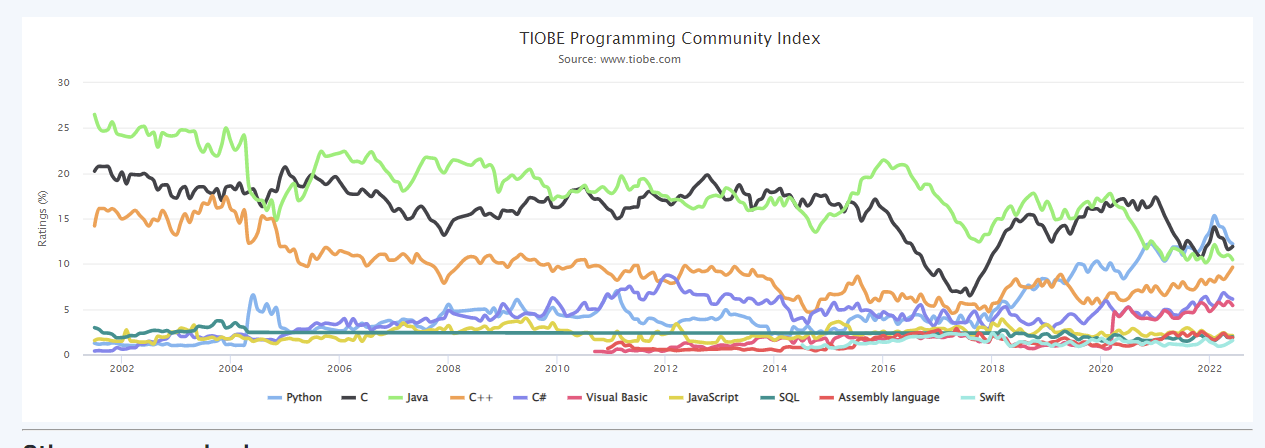 TIOBE Programming Community Index
Source: www.tiobe.com
Ratings (%)
30
25
20
15
10
5
0
2002 2004 2006 2008 2010 2012 2014 2016 2018 2020 2022
Python C Java C++ C# Visual Basic JavaScript SQL Assembly language Swift